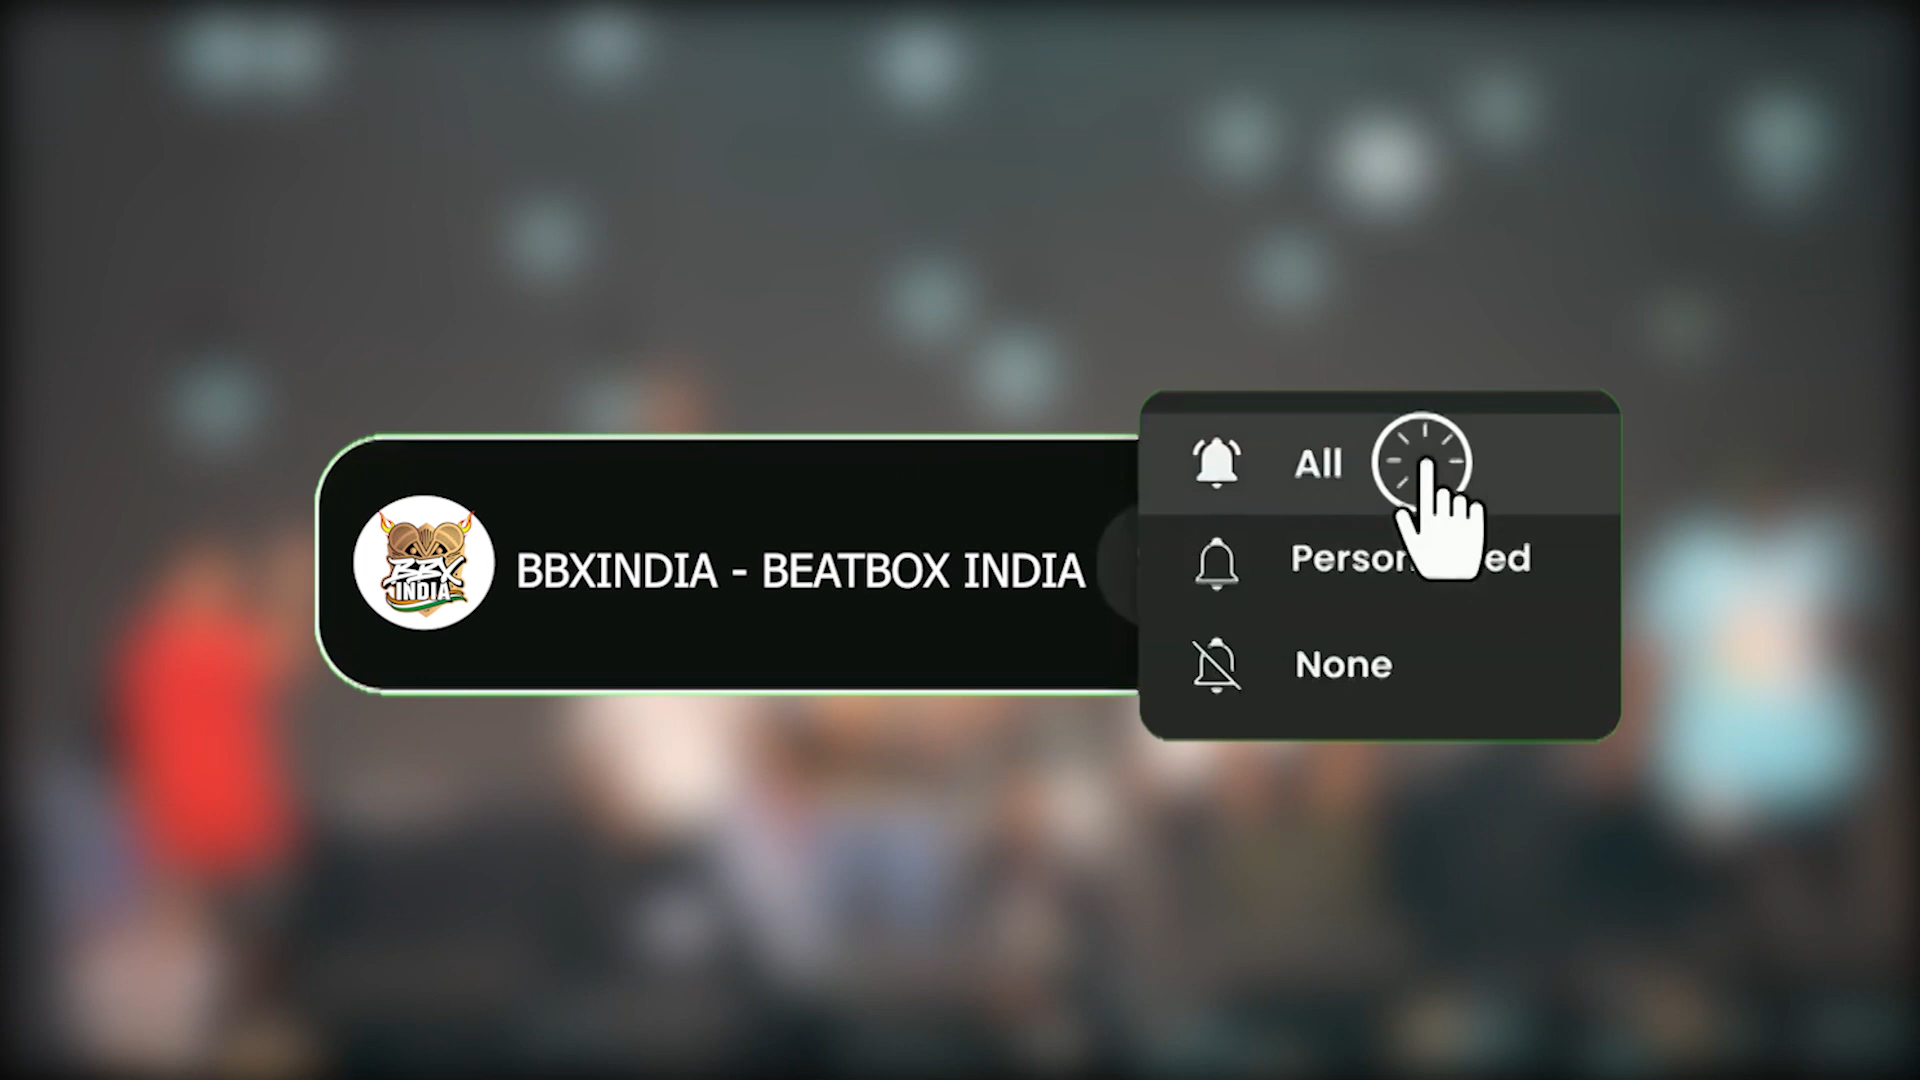 BBX
INDIA
BBXINDIA - BEATBOX INDIA
All
None